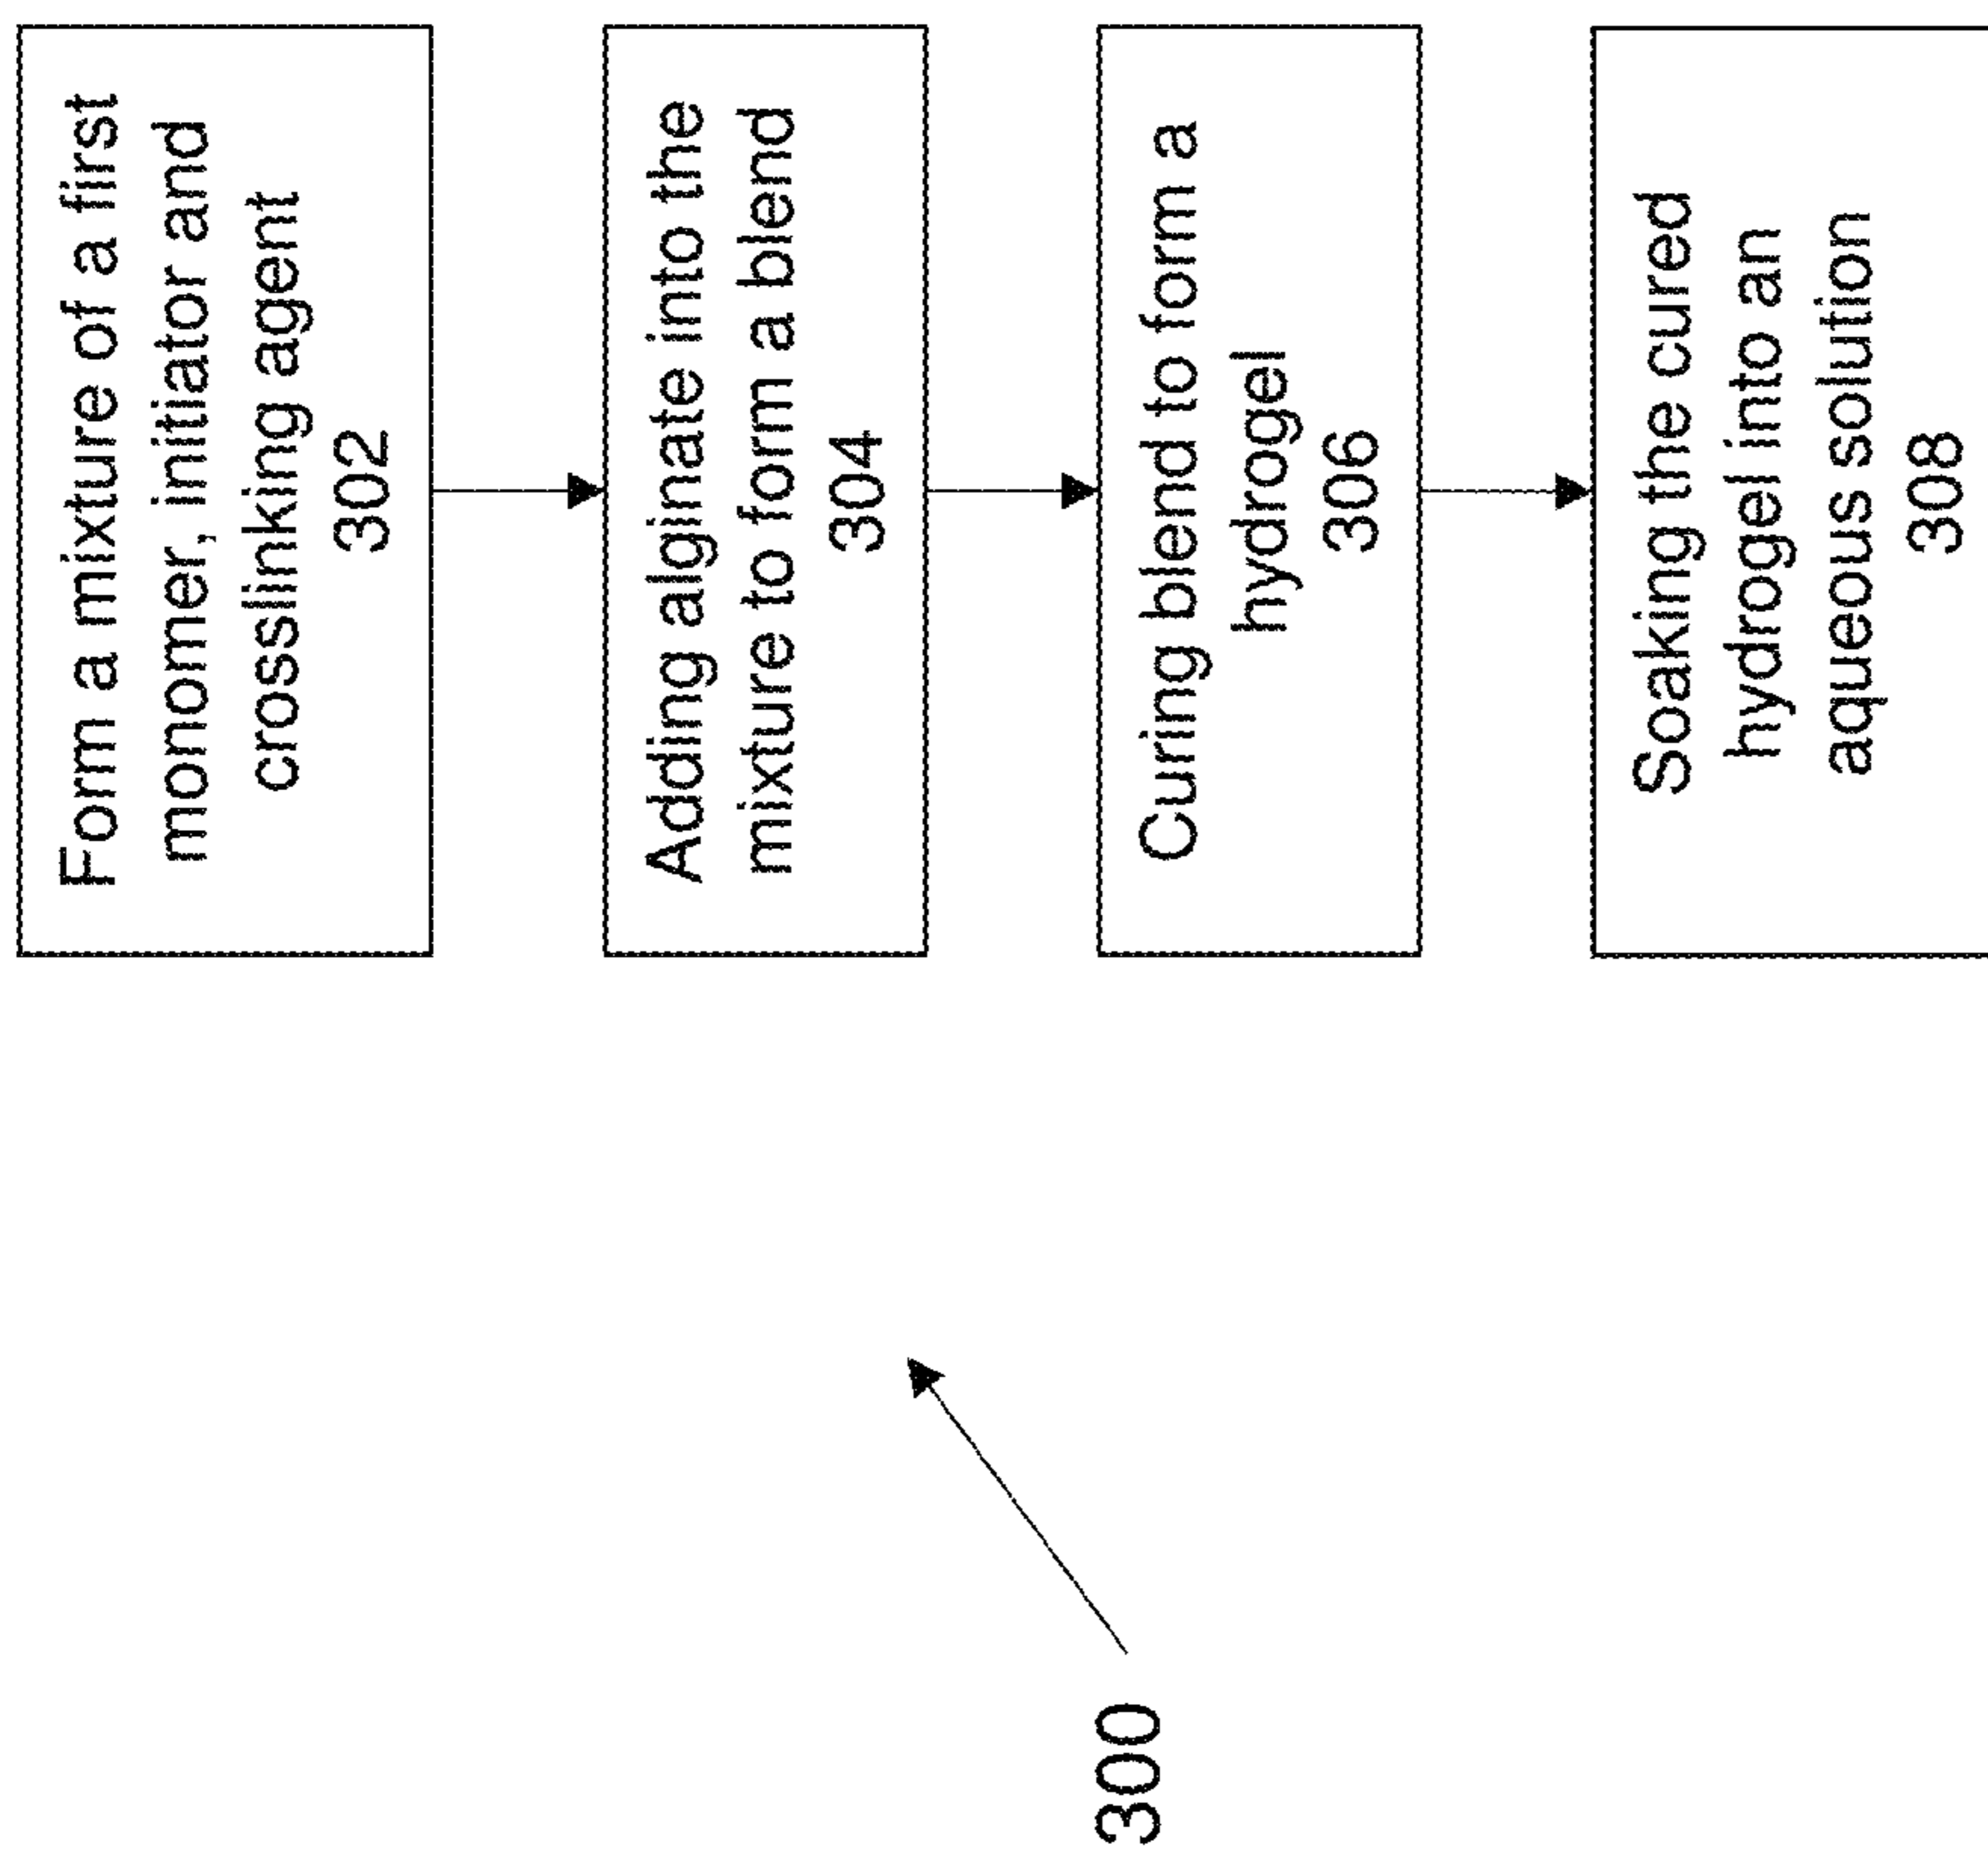 Form a mixture of a first
monomer, initiator and
crosslinking agent
302
Adding alginate into the
mixture to form a blend
304
Curing blend to form a
hydrogel
306
Soaking the cured
hydrogel into an
aqueous solution
308
300